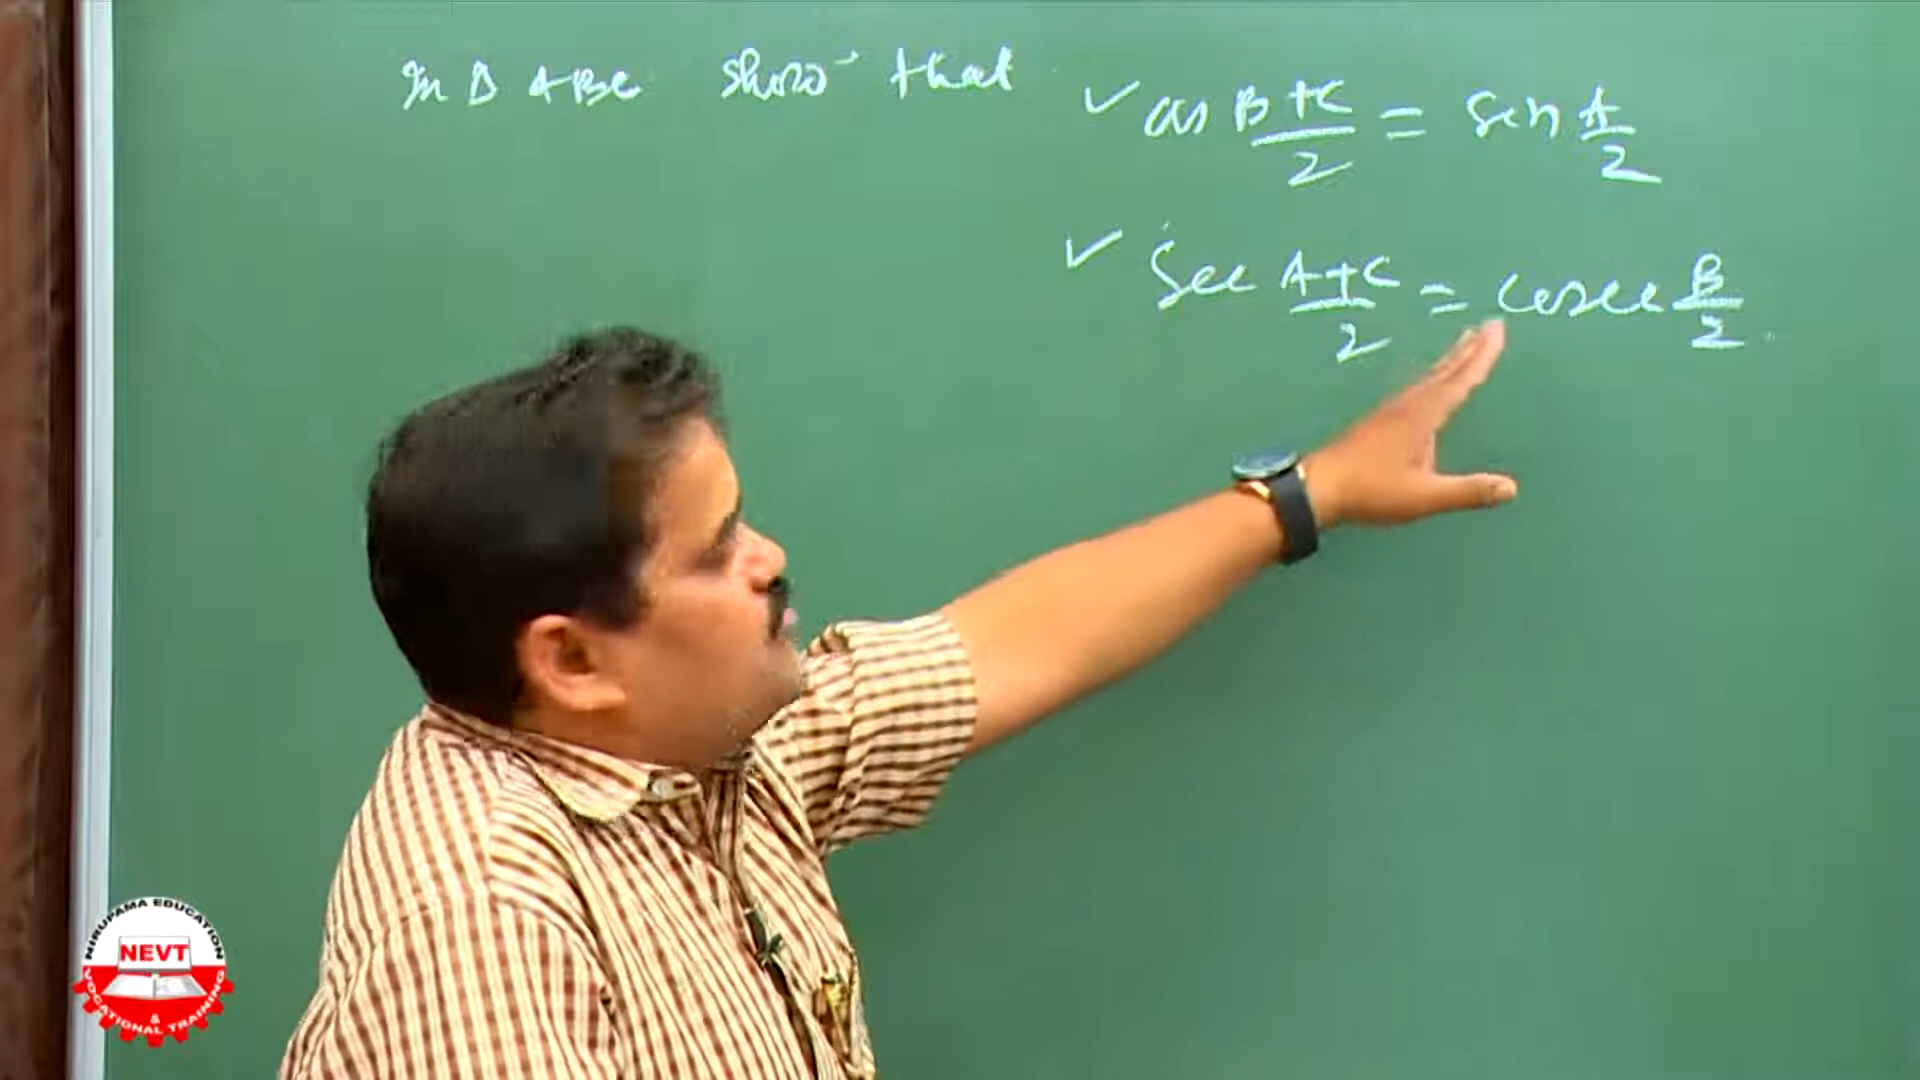 In Δ ABC show that ✓ cos B+C/2 = sin A/2
✓ sec A+C/2 = cosec B/2
NIRUPAMA EDUCATION
NEVT
&
VOCATIONAL TRAINING